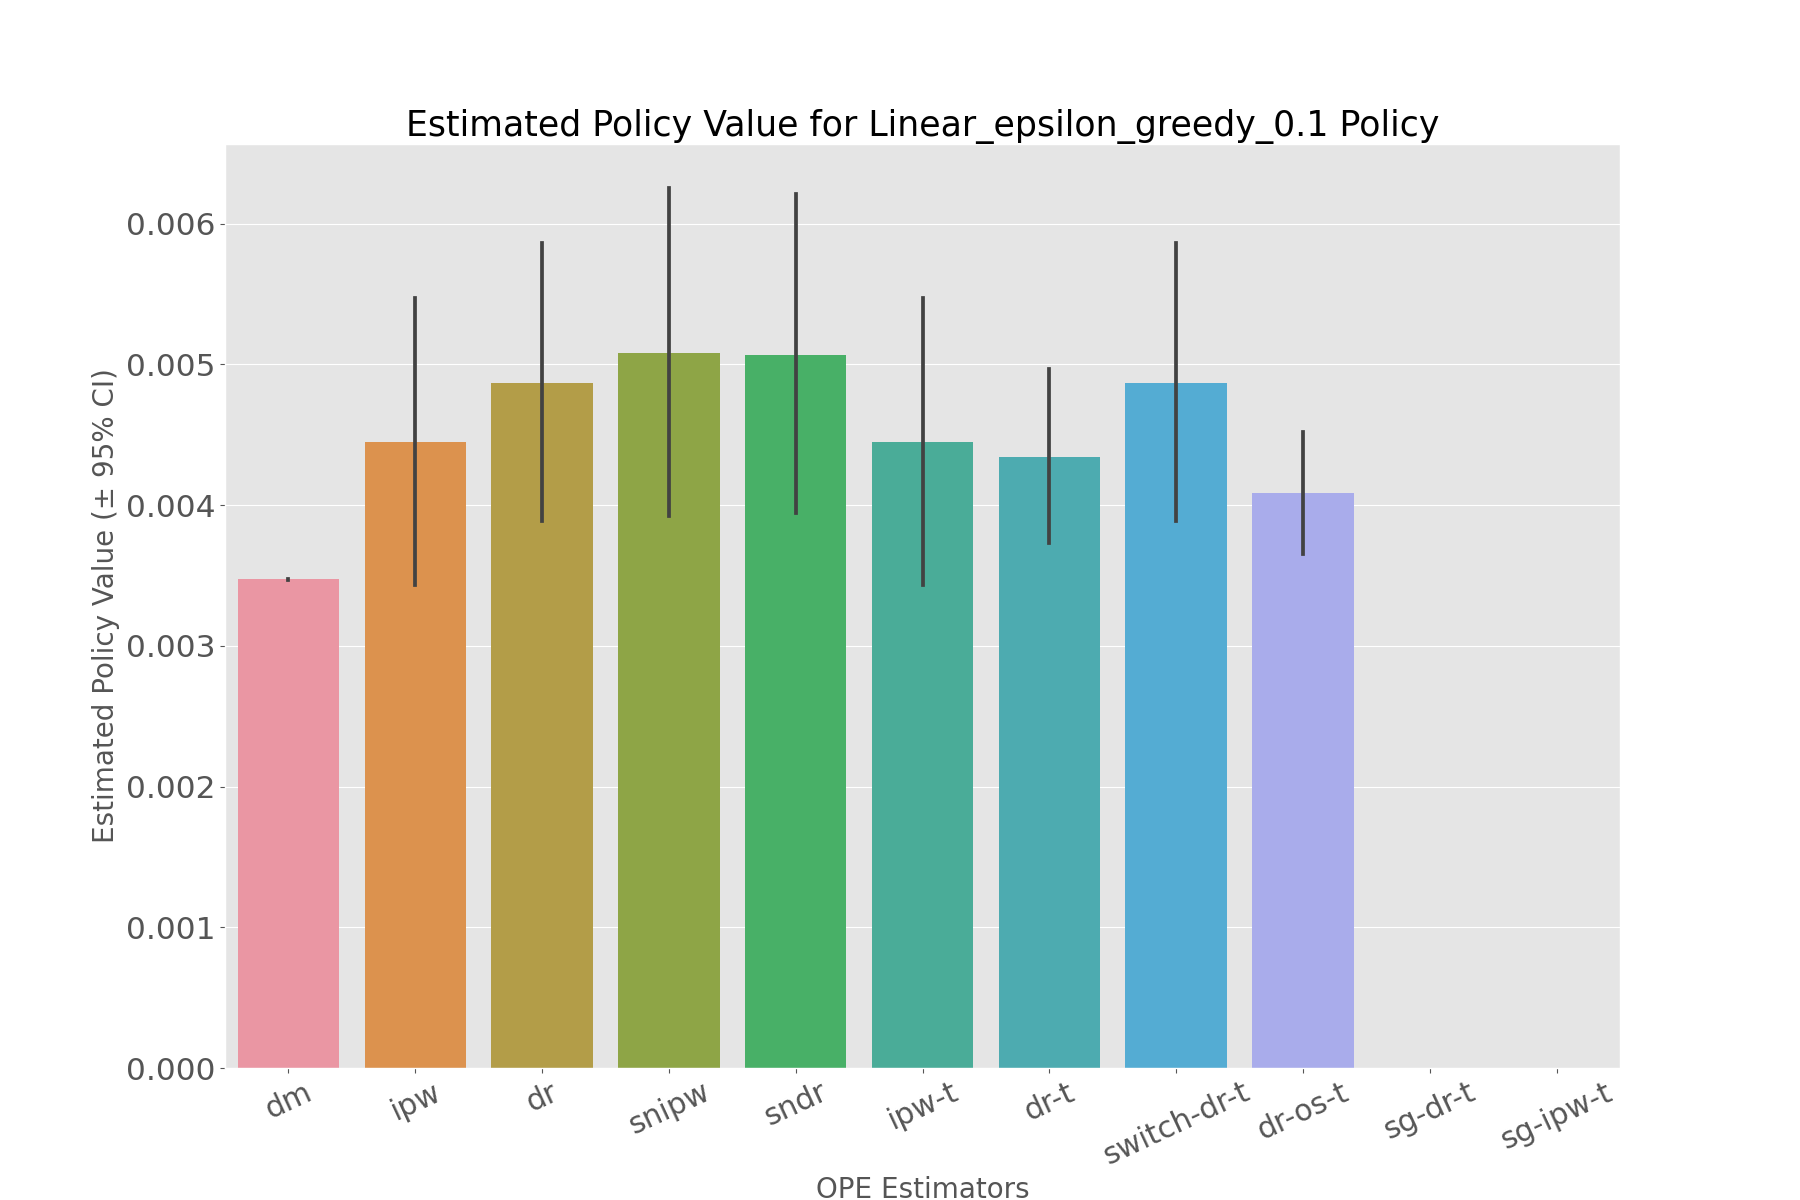 Estimated Policy Value for Linear_epsilon_greedy_0.1 Policy
Estimated Policy Value (± 95% CI)
0.006
0.005
0.004
0.003
0.002
0.001
0.000
dm
ipw
dr
snipw
sndr
ipw-t
dr-t
switch-dr-t
dr-os-t
sg-dr-t
sg-ipw-t
OPE Estimators